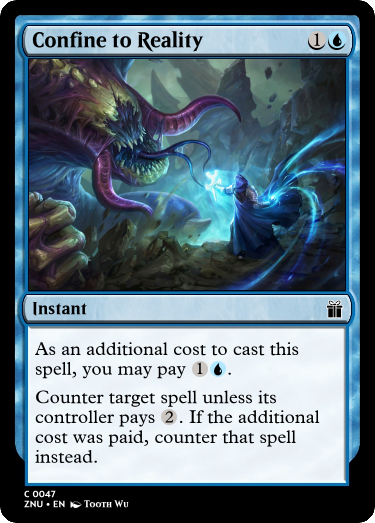 Confine to Reality 1
Instant
As an additional cost to cast this
spell, you may pay 1.
Counter target spell unless its
controller pays 2. If the additional
cost was paid, counter that spell
instead.
C 0047
ZNU • EN Tooth Wu